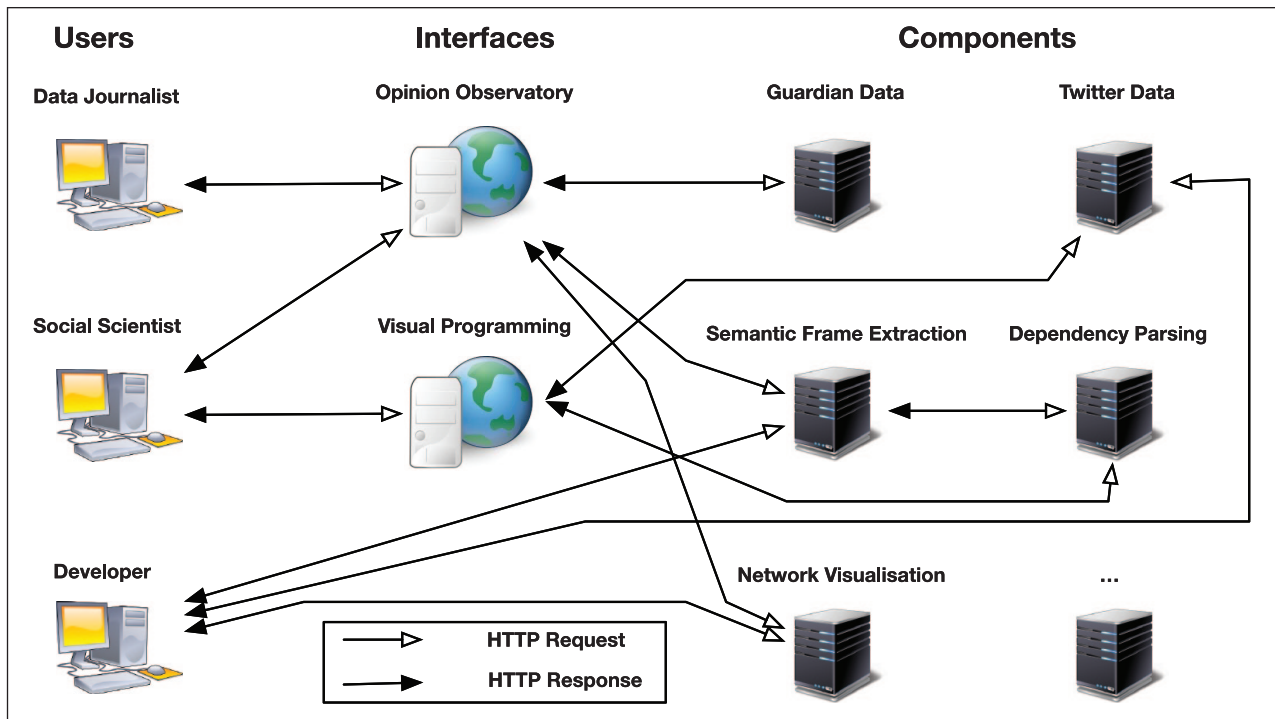 Users
Interfaces
Components
Data Journalist
Opinion Observatory
Guardian Data
Twitter Data
Social Scientist
Visual Programming
Semantic Frame Extraction
Dependency Parsing
Developer
Network Visualisation
...
HTTP Request
HTTP Response